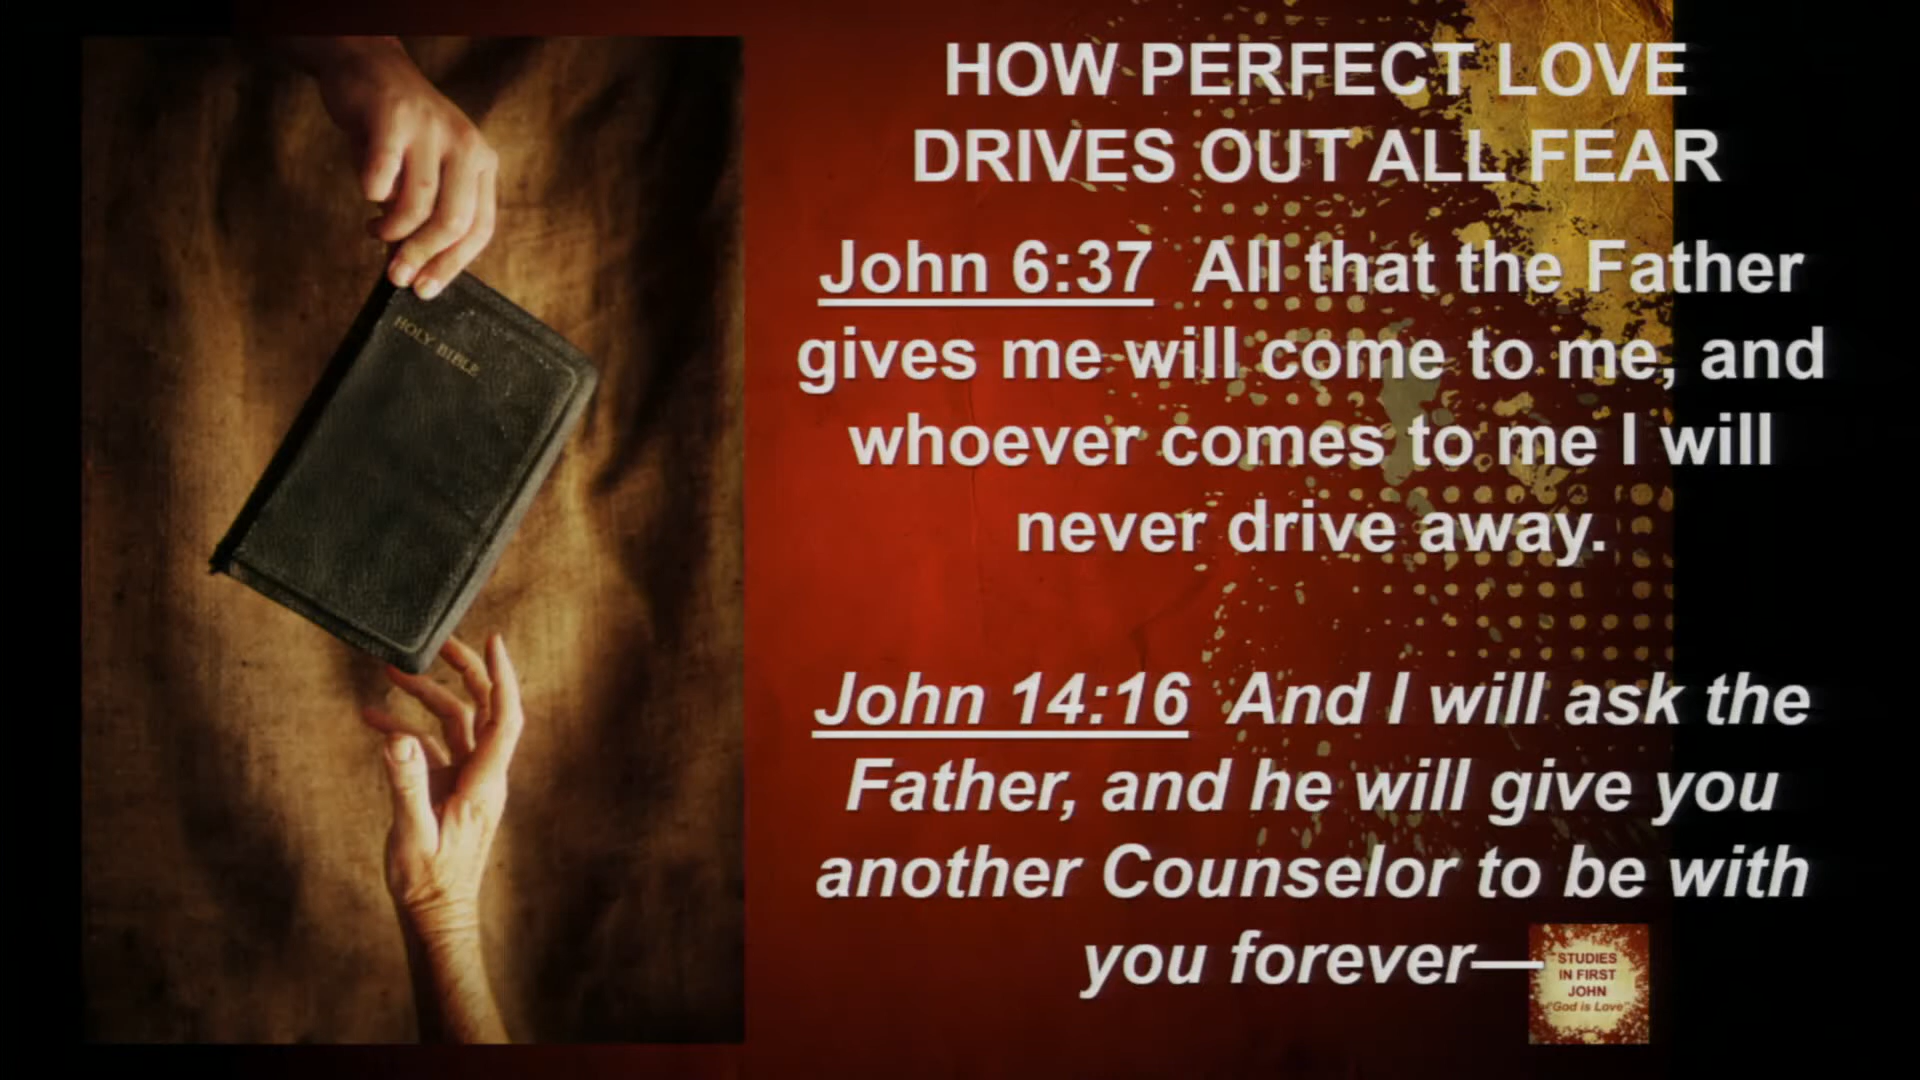 HOLY BIBLE
HOW PERFECT LOVE
DRIVES OUT ALL FEAR
John 6:37 All that the Father
gives me will come to me, and
whoever comes to me I will
never drive away.
John 14:16 And I will ask the
Father, and he will give you
another Counselor to be with
you forever—
STUDIES
IN FIRST
JOHN
"God is Love"